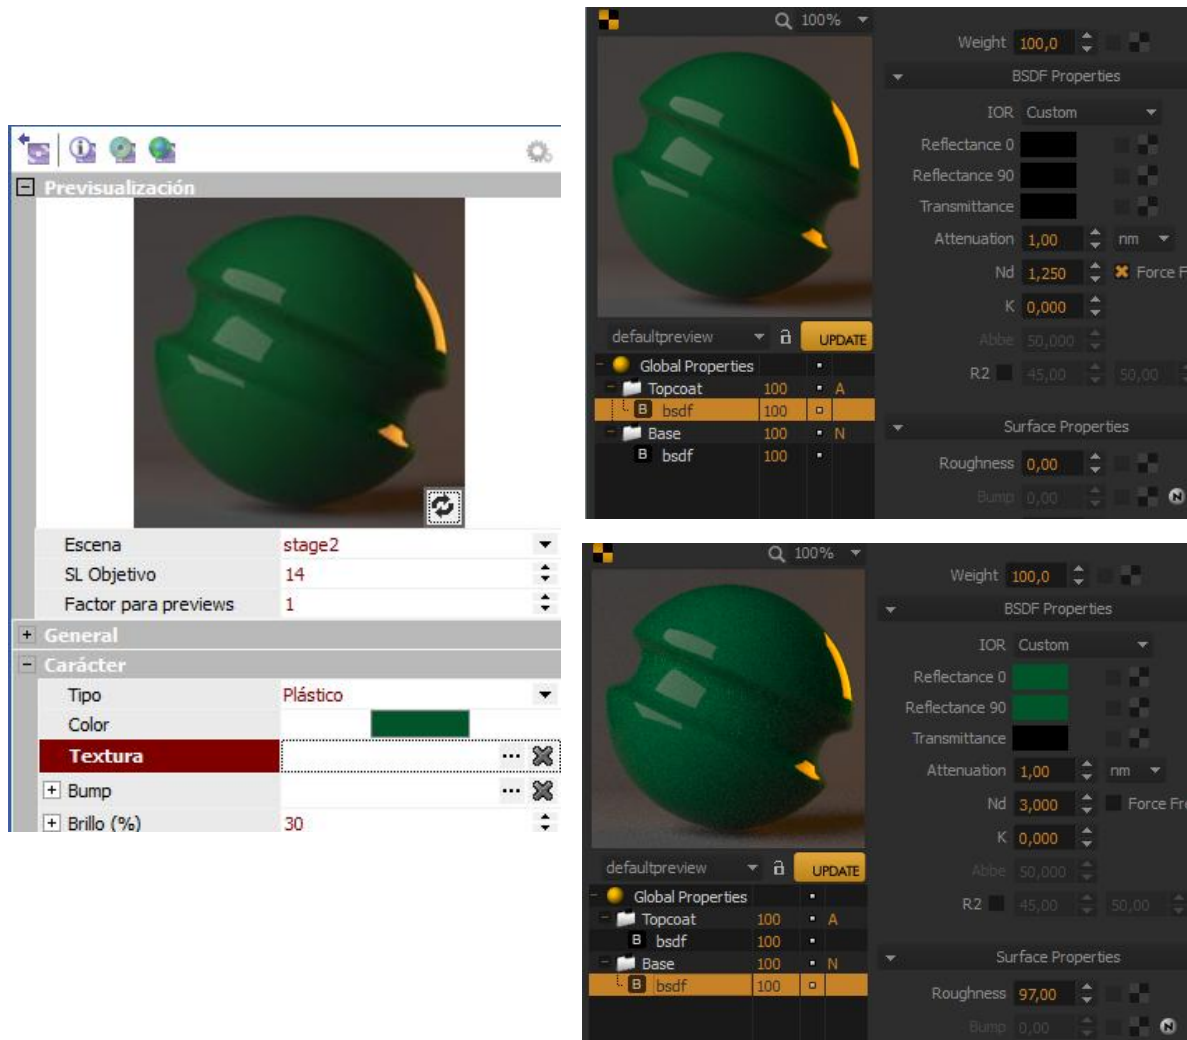 Previsualización
Escena stage2
SL Objetivo 14
Factor para previews 1
General
Carácter
Tipo Plástico
Color
Textura ...
Bump ...
Brillo (%) 30
100%
Weight 100,0
BSDF Properties
IOR Custom
Reflectance 0
Reflectance 90
Transmittance
Attenuation 1,00 nm
Nd 1,250 Force F
K 0,000
Abbe 50,000
R2 45,00 50,00
Surface Properties
Roughness 0,00
Bump 0,00 N
defaultpreview UPDATE
Global Properties
Topcoat 100 A
B bsdf 100
Base 100 N
B bsdf 100
100%
Weight 100,0
BSDF Properties
IOR Custom
Reflectance 0
Reflectance 90
Transmittance
Attenuation 1,00 nm
Nd 3,000 Force Fre
K 0,000
Abbe 50,000
R2 45,00 50,00
Surface Properties
Roughness 97,00
Bump 0,00 N
defaultpreview UPDATE
Global Properties
Topcoat 100 A
B bsdf 100
Base 100 N
B bsdf 100